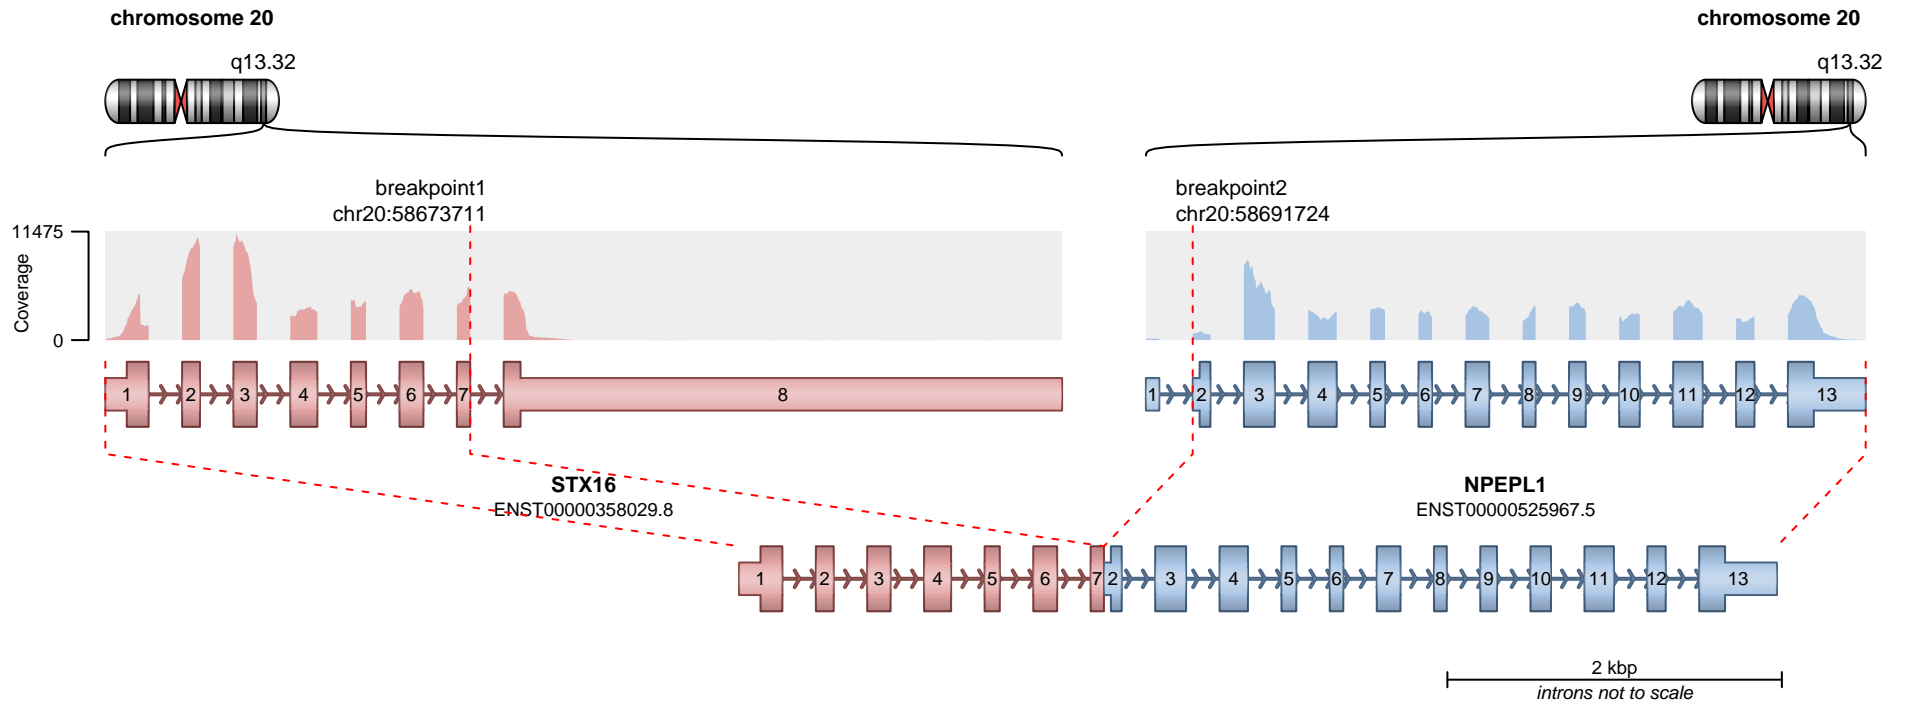 chromosome 20
chromosome 20
q13.32
q13.32
breakpoint1
chr20:58673711
breakpoint2
chr20:58691724
11475
Coverage
0
1 2 3 4 5 6 7 8
1 2 3 4 5 6 7 8 9 10 11 12 13
STX16
ENST00000358029.8
NPEPL1
ENST00000525967.5
1 2 3 4 5 6 7 2 3 4 5 6 7 8 9 10 11 12 13
2 kbp
introns not to scale